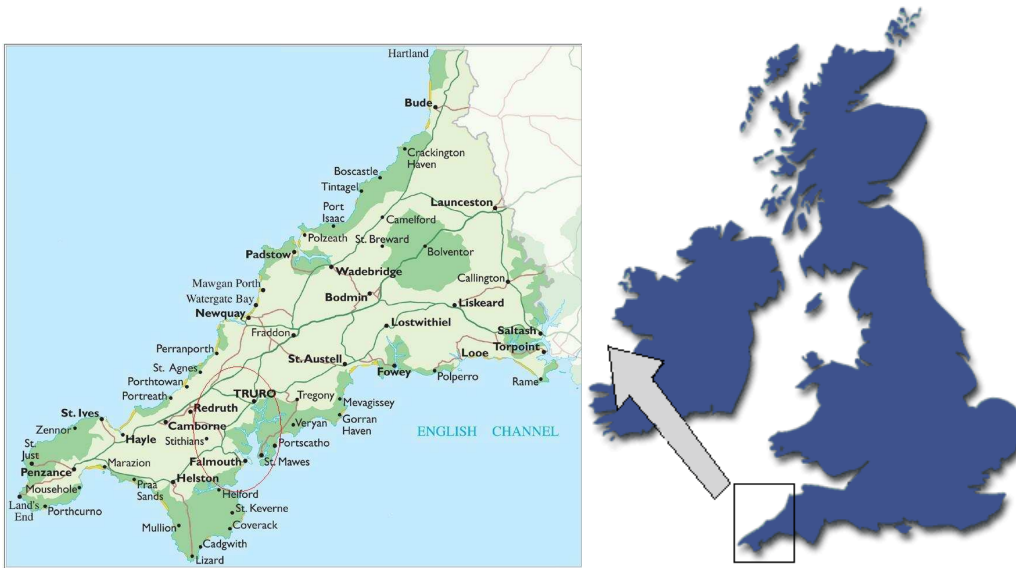 Hartland
Bude
Crackington
Haven
Boscastle
Tintagel
Launceston
Port
Isaac
Camelford
Polzeath
St. Breward
Bolventor
Padstow
Wadebridge
Callington
Mawgan Porth
Bodmin
Watergate Bay
Liskeard
Newquay
Lostwithiel
Fraddon
Saltash
Torpoint
Perranporth
Looe
St. Austell
St. Agnes
Fowey
Polperro
Porthtowan
Rame
Portreath
TRURO
Tregony
Mevagissey
St. Ives
Redruth
Gorran
Haven
Zennor
Camborne
Veryan
ENGLISH CHANNEL
Hayle
Stithians
Portscatho
St.
Just
Marazion
Falmouth
St. Mawes
Penzance
Helston
Praa
Sands
Mousehole
Helford
Land's
End
Porthcurno
St. Keverne
Mullion
Coverack
Cadgwith
Lizard